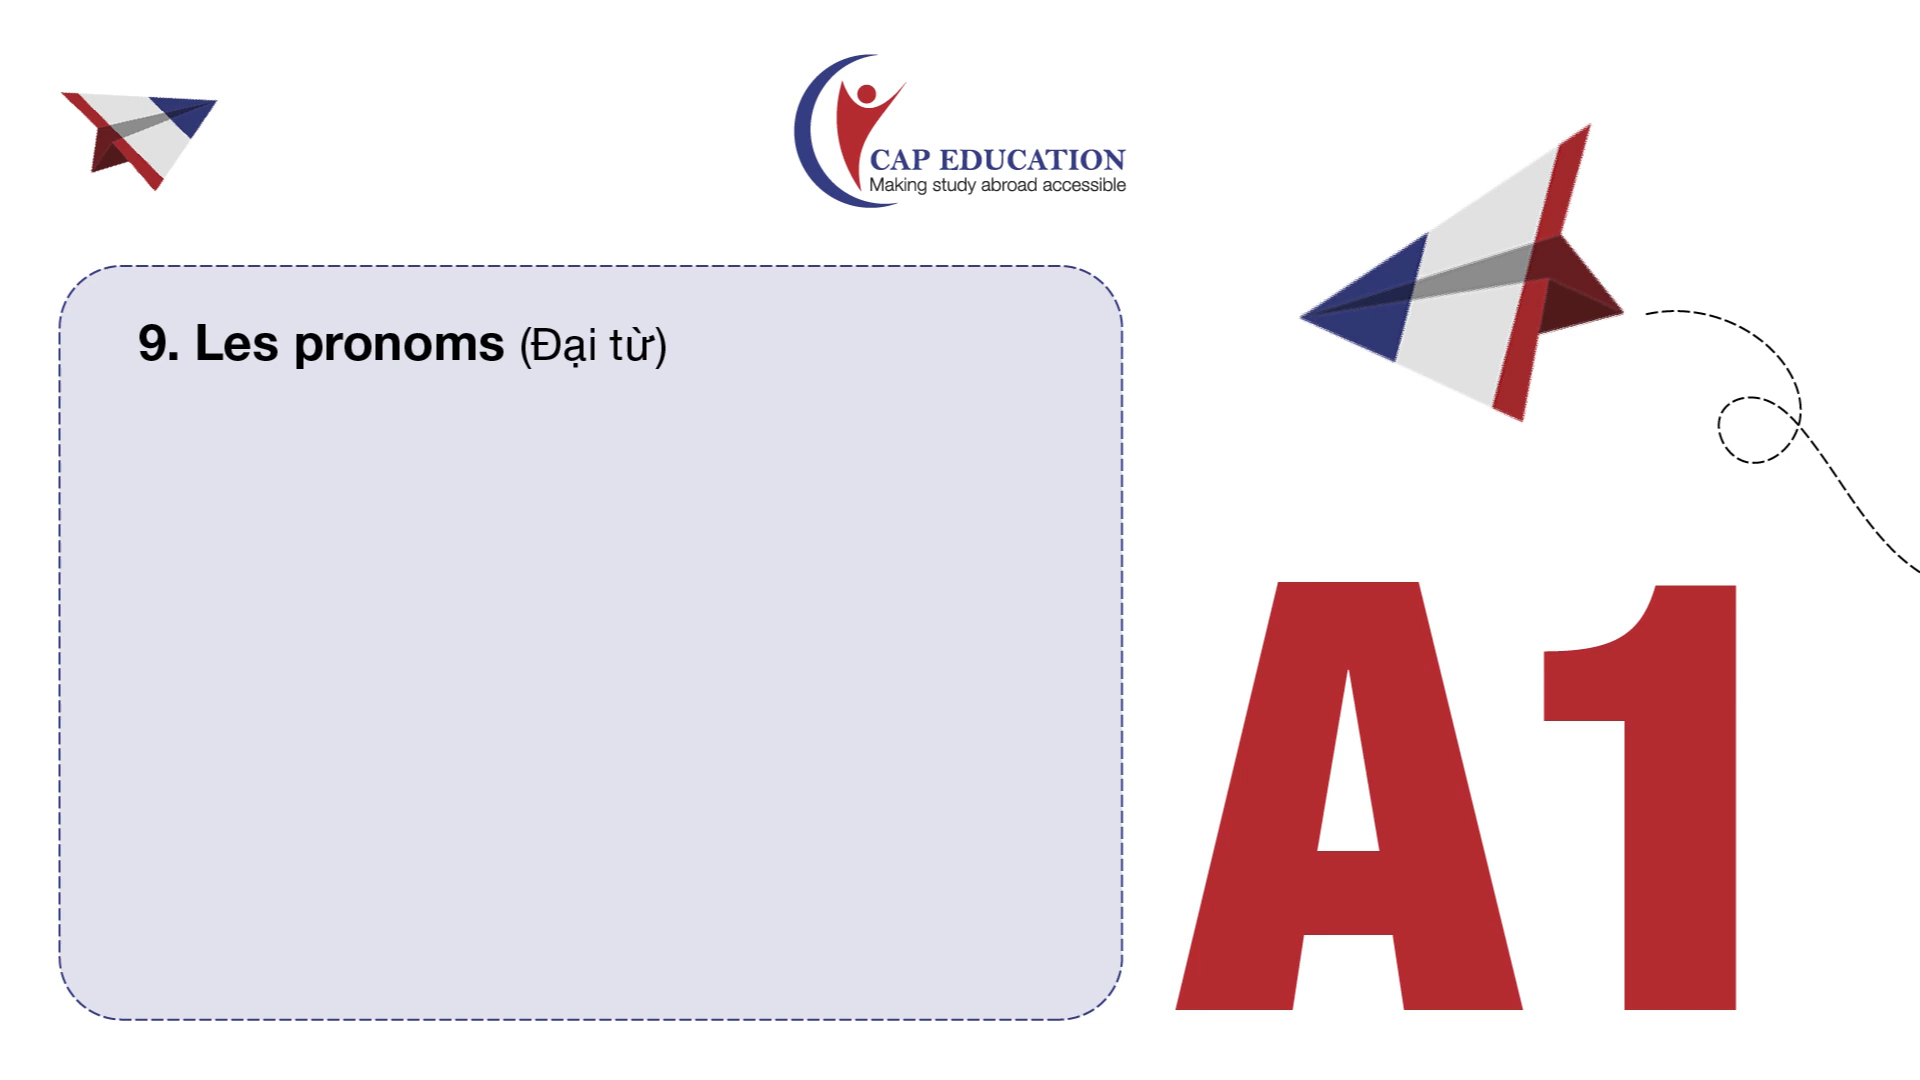 CAP EDUCATION
Making study abroad accessible
9. Les pronoms (Đại từ)
A1